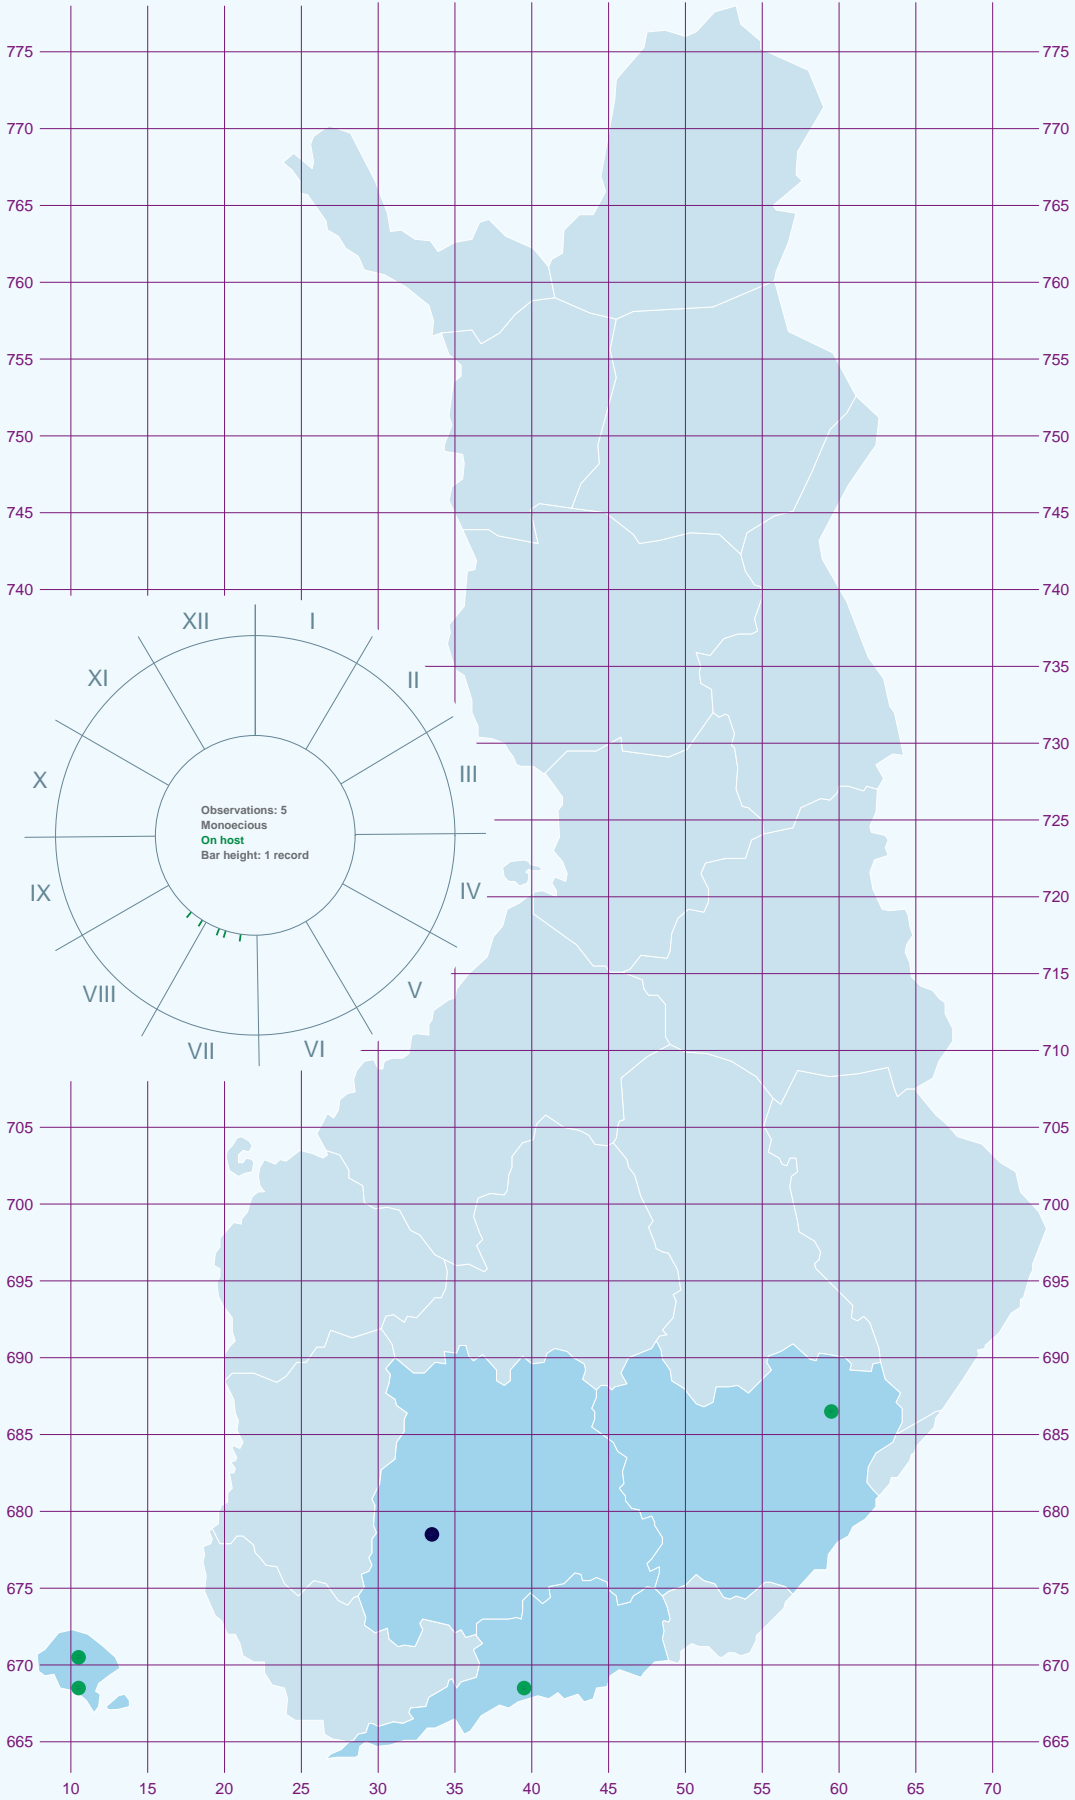 775 775
770 770
765 765
760 760
755 755
750 750
745 745
740 740
XII I
XI II
735
730
X III
Observations: 5
Monoecious
On host
Bar height: 1 record
725
IX IV
720
VIII V
715
VII VI
710
705 705
700 700
695 695
690 690
685 685
680 680
675 675
670 670
665 665
10 15 20 25 30 35 40 45 50 55 60 65 70